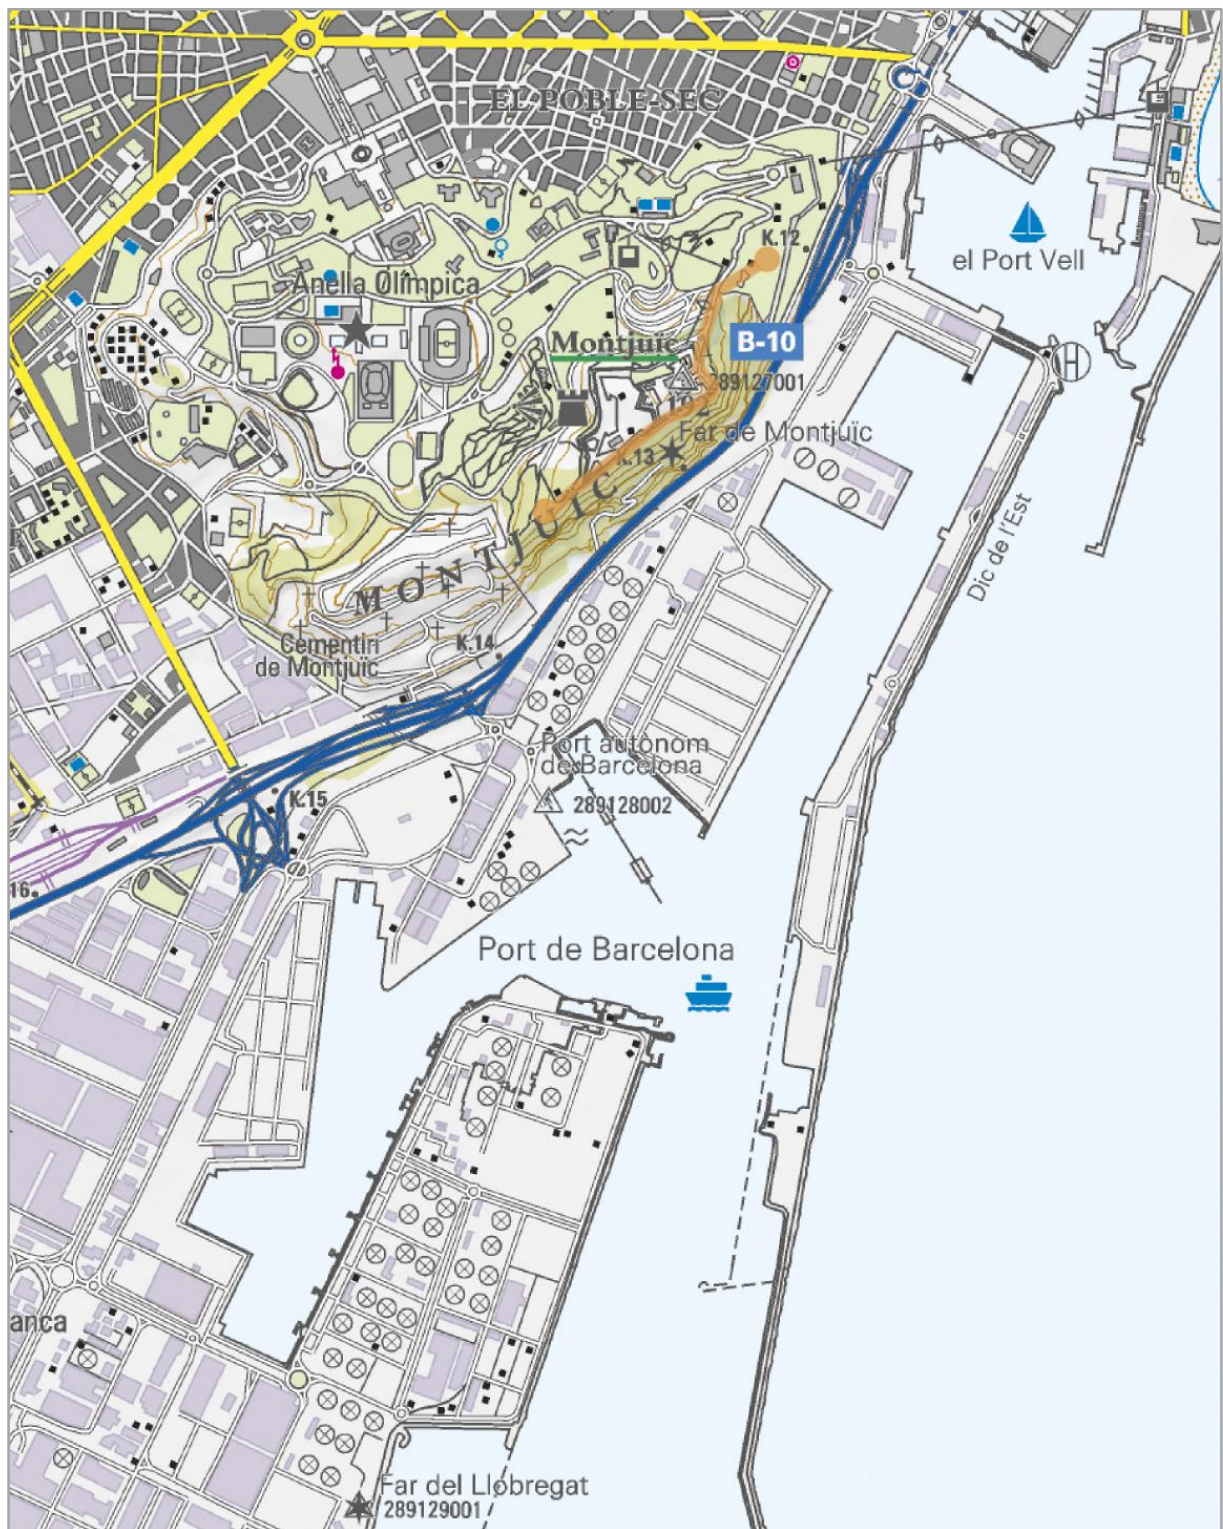 EL POBLE-SEC
K.12
el Port Vell
Anella Olímpica
Montjuïc
B-10
289127001
192
Far de Montjuïc
K.13
MONTJUÏC
Dic de l'Est
Cementiri
de Montjuïc
K.14
Port autònom
de Barcelona
K.15
289128002
16
Port de Barcelona
anca
Far del Llobregat
289129001